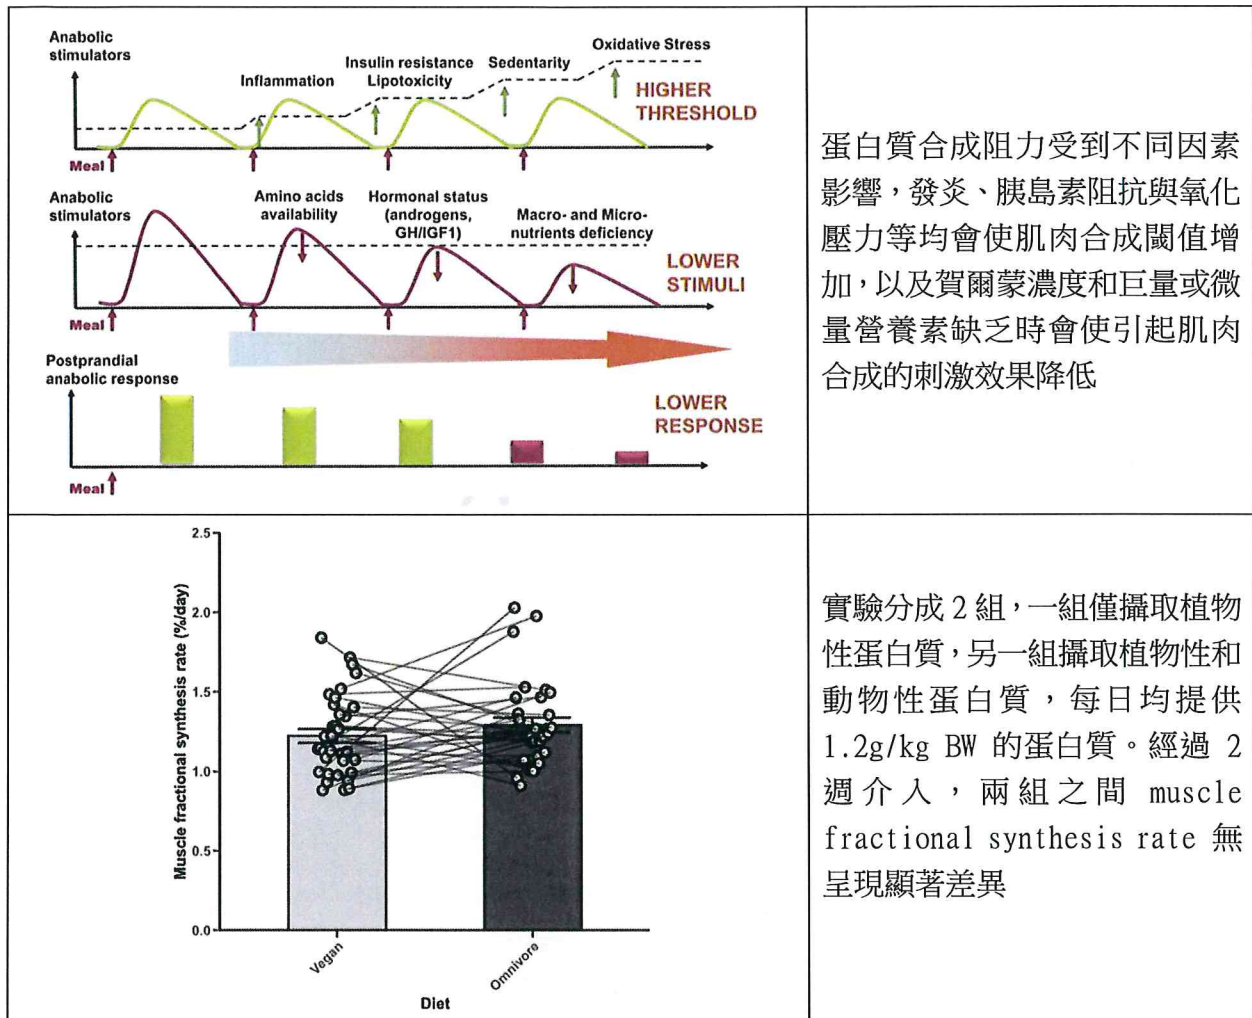 Anabolic
stimulators
Inflammation
Insulin resistance
Lipotoxicity
Sedentarity
Oxidative Stress
HIGHER
THRESHOLD
Meal
Anabolic
stimulators
Amino acids
availability
Hormonal status
(androgens,
GH/IGF1)
Macro- and Micro-
nutrients deficiency
LOWER
STIMULI
Meal
Postprandial
anabolic response
LOWER
RESPONSE
Meal
蛋白質合成阻力受到不同因素
影響，發炎、胰島素阻抗與氧化
壓力等均會使肌肉合成閾值增
加，以及賀爾蒙濃度和巨量或微
量營養素缺乏時會使引起肌肉
合成的刺激效果降低
Muscle fractional synthesis rate (%/day)
2.5
2.0
1.5
1.0
0.5
0.0
Vegan
Omnivore
Diet
實驗分成 2 組，一組僅攝取植物
性蛋白質，另一組攝取植物性和
動物性蛋白質，每日均提供
1.2g/kg BW 的蛋白質。經過 2
週介入，兩組之間 muscle
fractional synthesis rate 無
呈現顯著差異